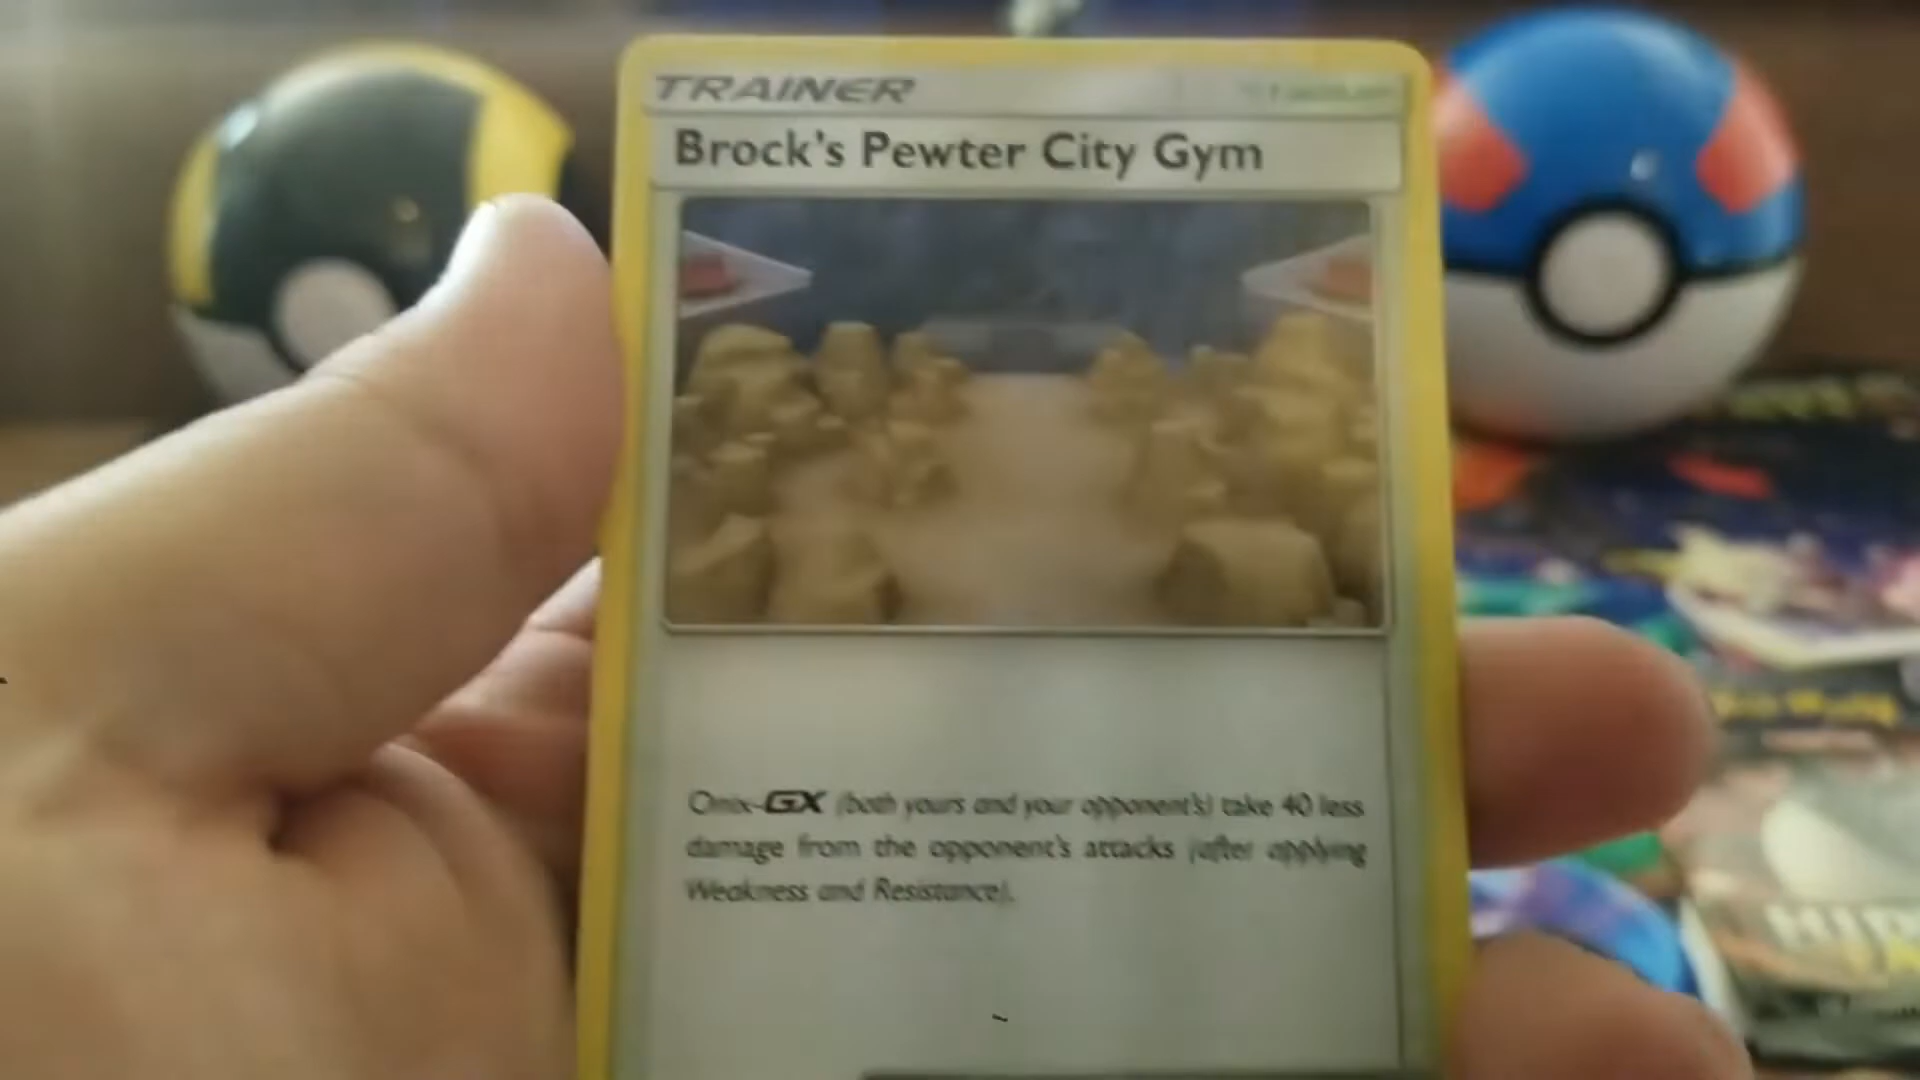 TRAINER
Brock's Pewter City Gym
Onix-GX (both yours and your opponent's) take 40 less
damage from the opponent's attacks (after applying
Weakness and Resistance).